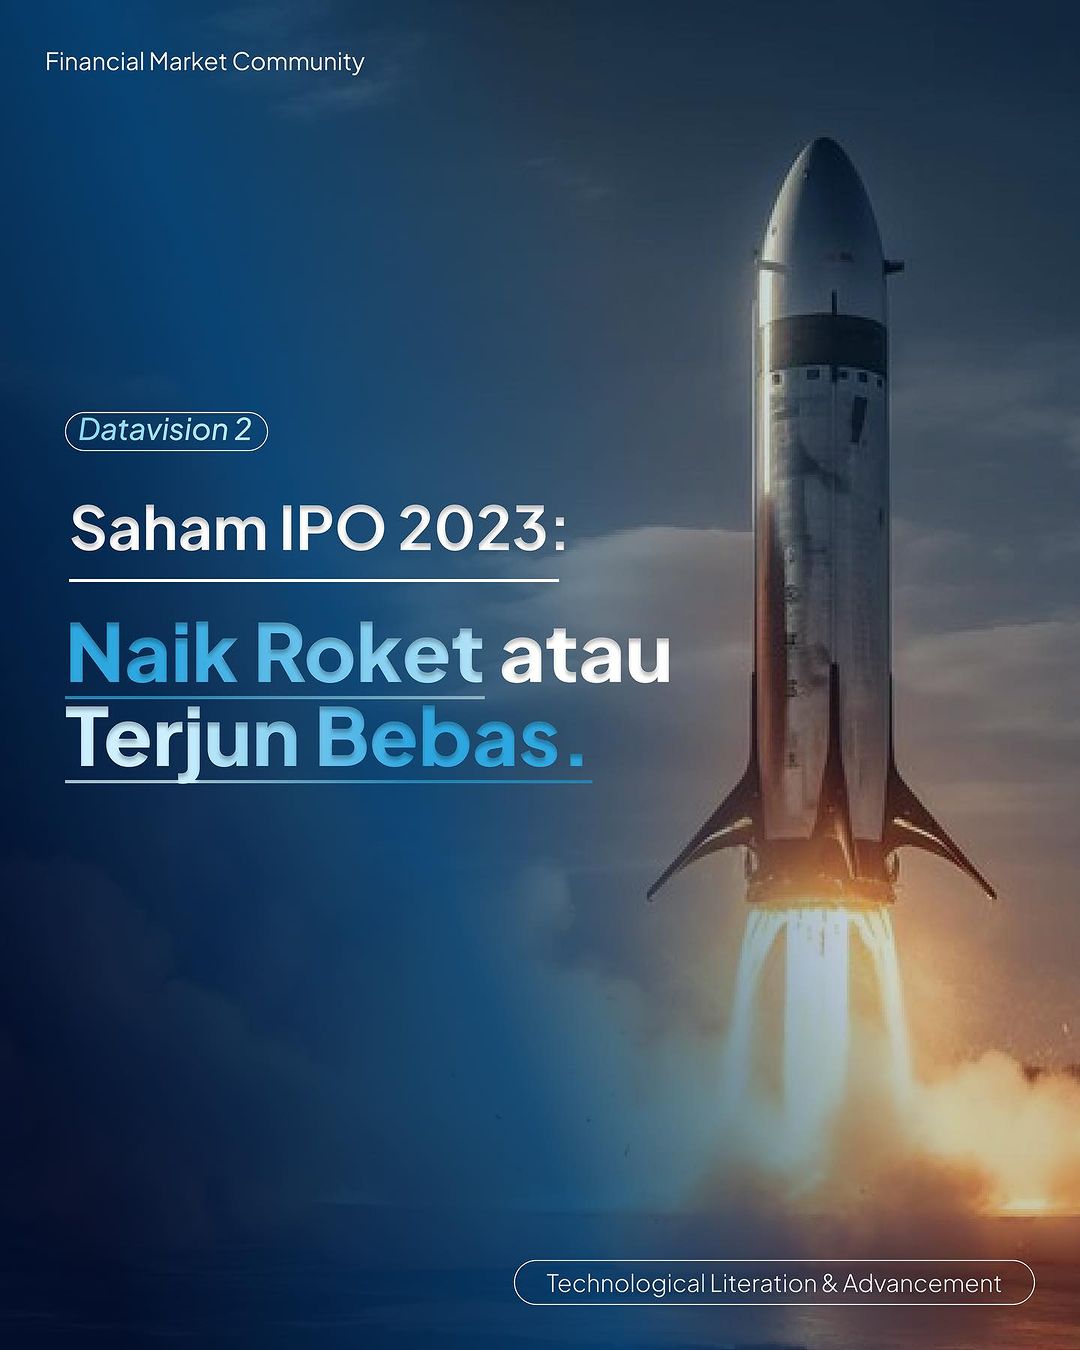 Financial Market Community
Datavision 2
Saham IPO 2023:
Naik Roket atau
Terjun Bebas.
Technological Literation & Advancement